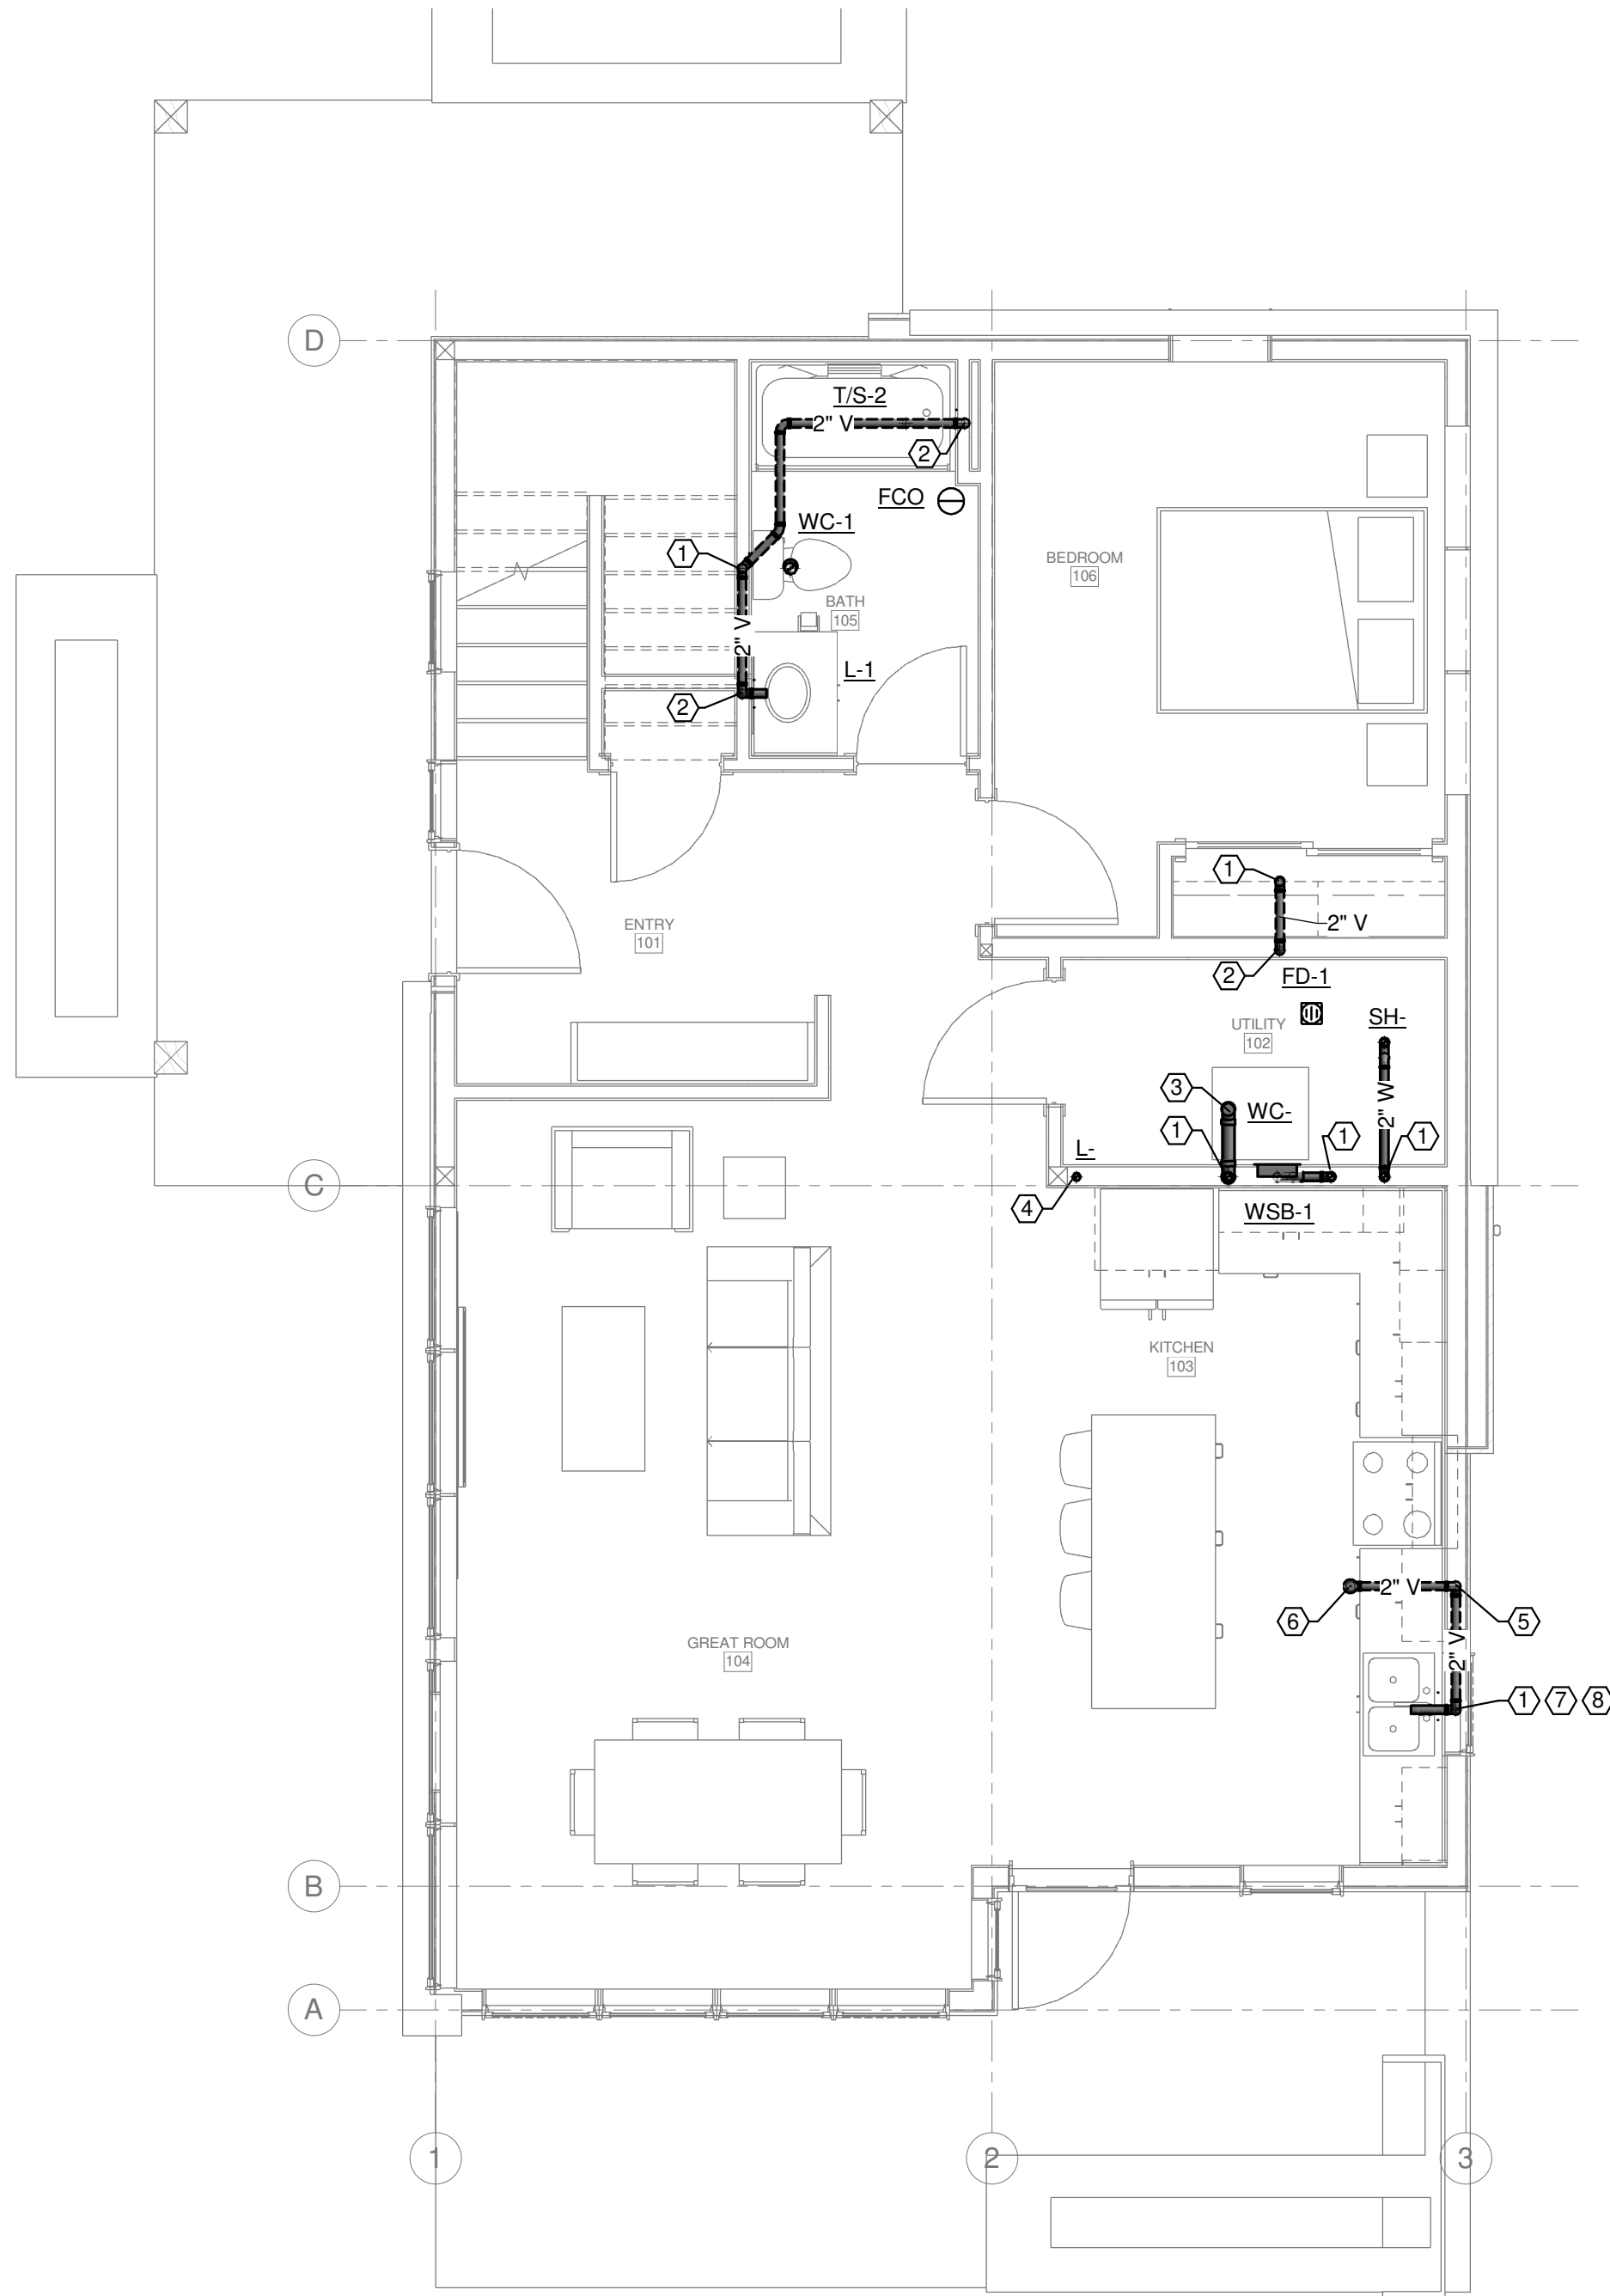 D
T/S-2
2" V
2
FCO
WC-1
1
BEDROOM
106
BATH
105
2" V
L-1
2
1
ENTRY
101
2" V
2
FD-1
UTILITY
102
SH-
3
WC-
2" W
1
1
1
L-
C
4
WSB-1
KITCHEN
103
2" V
6
5
GREAT ROOM
104
2" V
1
7
8
B
A
1
2
3